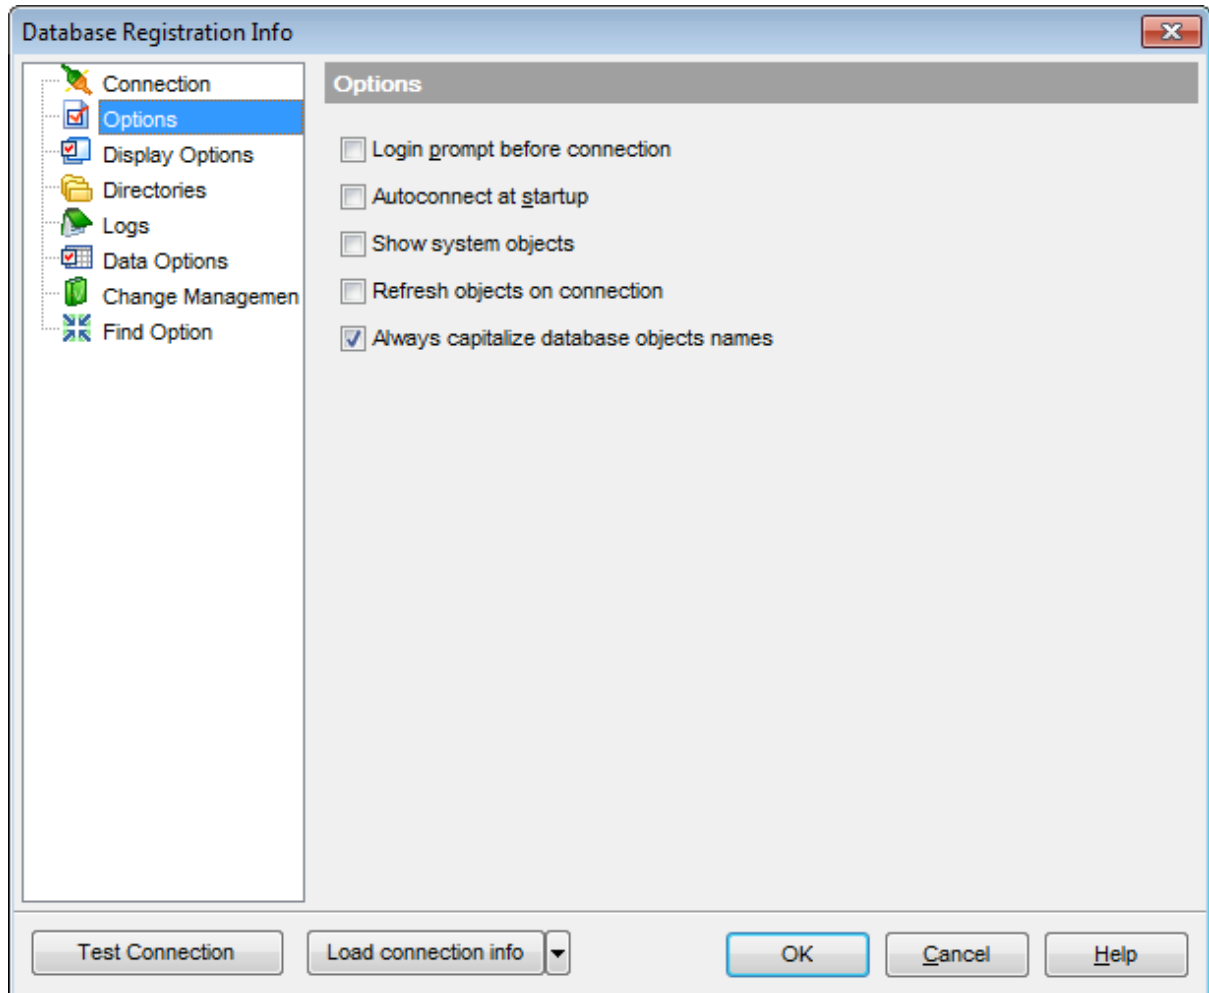 Database Registration Info
Connection
Options
Display Options
Directories
Logs
Data Options
Change Managemen
Find Option
Options
Login prompt before connection
Autoconnect at startup
Show system objects
Refresh objects on connection
Always capitalize database objects names
Test Connection
Load connection info
OK
Cancel
Help